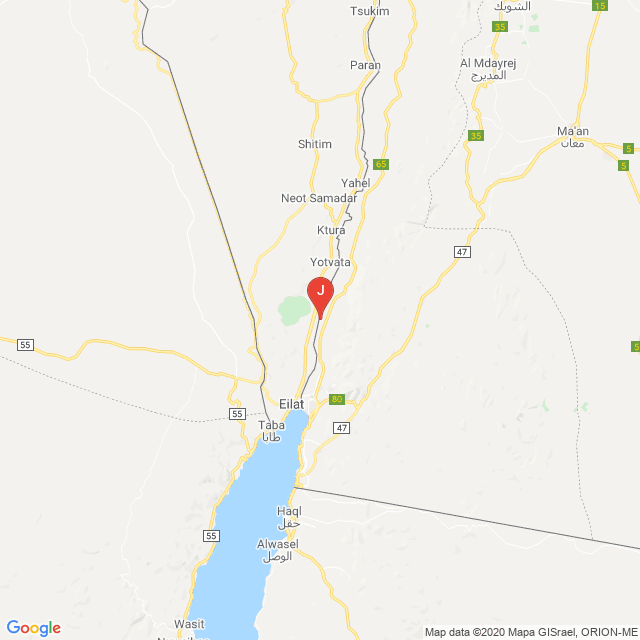 Tsukim
الشوبك
15
35
Paran
Al Mdayrej
المديرج
Ma'an
معان
35
5
Shitim
65
5
Yahel
Neot Samadar
Ktura
47
Yotvata
J
55
5
80
Eilat
55
Taba
طابا
47
Haql
حقل
55
Alwasel
الوصل
Wasit
Google
Map data ©2020 Mapa GISrael, ORION-ME